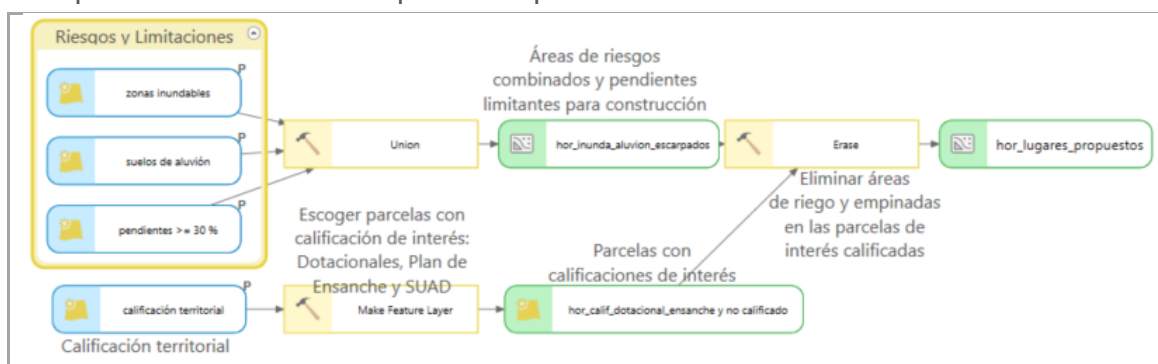 Riesgos y Limitaciones
P
zonas inundables
P
suelos de aluvión
P
pendientes >= 30 %
Union
Áreas de riesgos
combinados y pendientes
limitantes para construcción
hor_inunda_aluvion_escarpados
Erase
hor_lugares_propuestos
Eliminar áreas
de riego y empinadas
en las parcelas de
interés calificadas
Escoger parcelas con
calificación de interés:
Dotacionales, Plan de
Ensanche y SUAD
Parcelas con
calificaciones de interés
P
calificación territorial
Make Feature Layer
hor_calif_dotacional_ensanche y no calificado
Calificación territorial